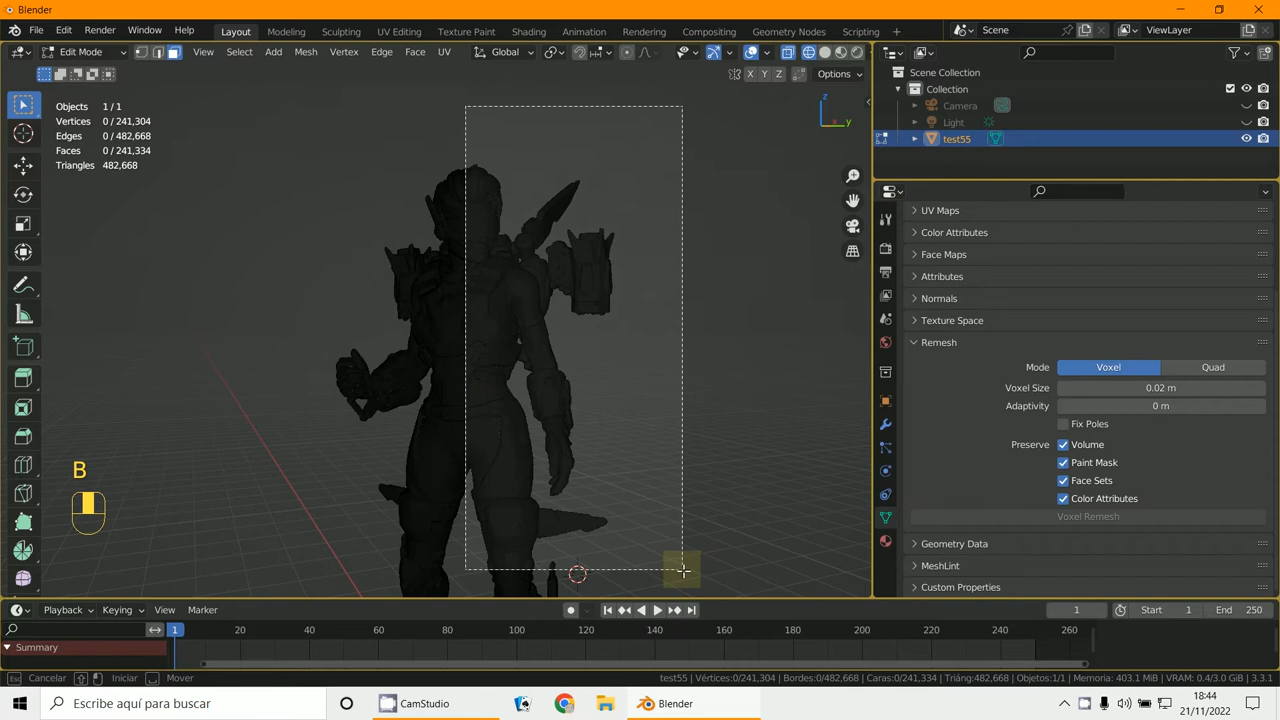 Blender
File Edit Render Window Help Layout Modeling Sculpting UV Editing Texture Paint Shading Animation Rendering Compositing Geometry Nodes Scripting Scene ViewLayer
Edit Mode View Select Add Mesh Vertex Edge Face UV Global
X Y Z Options
Objects 1 / 1
Vertices 0 / 241,304
Edges 0 / 482,668
Faces 0 / 241,334
Triangles 482,668
z
y
x
B
Scene Collection
Collection
Camera
Light
test55
UV Maps
Color Attributes
Face Maps
Attributes
Normals
Texture Space
Remesh
Mode Voxel Quad
Voxel Size 0.02 m
Adaptivity 0 m
Fix Poles
Preserve Volume
Paint Mask
Face Sets
Color Attributes
Voxel Remesh
Geometry Data
MeshLint
Custom Properties
Playback Keying View Marker 1 Start 1 End 250
1 20 40 60 80 100 120 140 160 180 200 220 240 260
Summary
Esc Cancelar Iniciar Mover test55 | Vértices:0/241,304 | Bordes:0/482,668 | Caras:0/241,334 | Triáng:482,668 | Objetos:1/1 | Memoria: 403.1 MiB | VRAM: 0.4/3.0 GiB | 3.3.1
Escribe aquí para buscar CamStudio Blender 18:44
21/11/2022